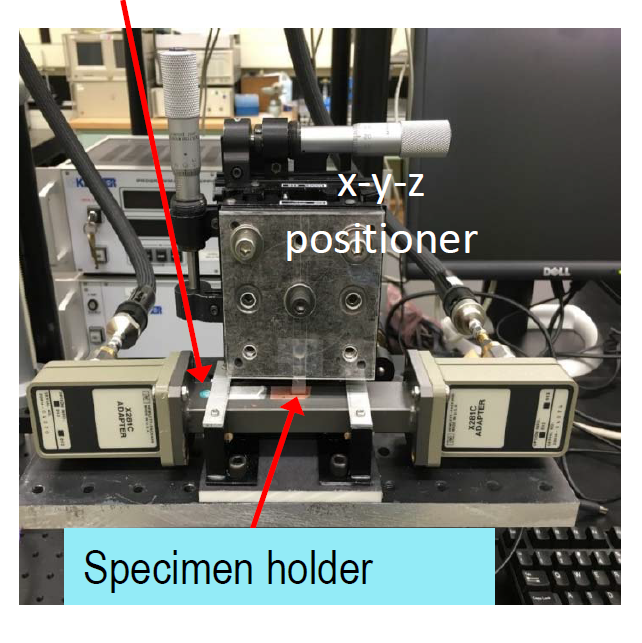 x-y-z
positioner
DELL
X281C
ADAPTER
X281C
ADAPTER
Specimen holder